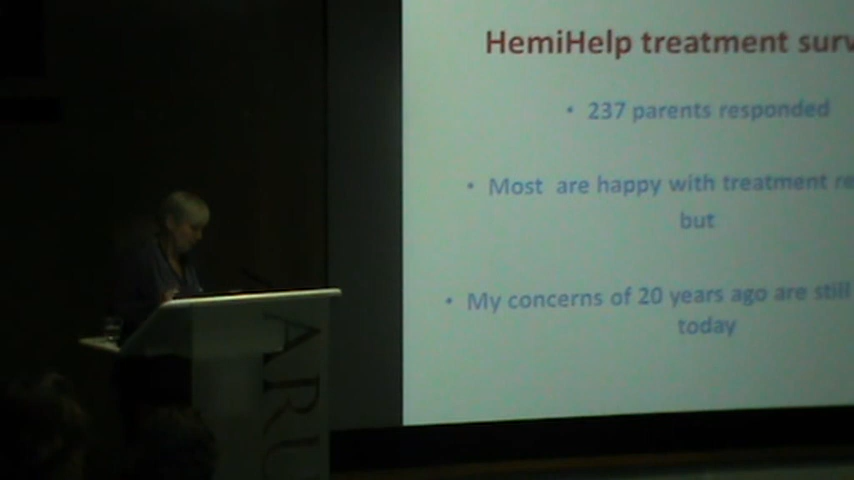 HemiHelp treatment surv
• 237 parents responded
• Most are happy with treatment re
but
• My concerns of 20 years ago are still
today
ARU